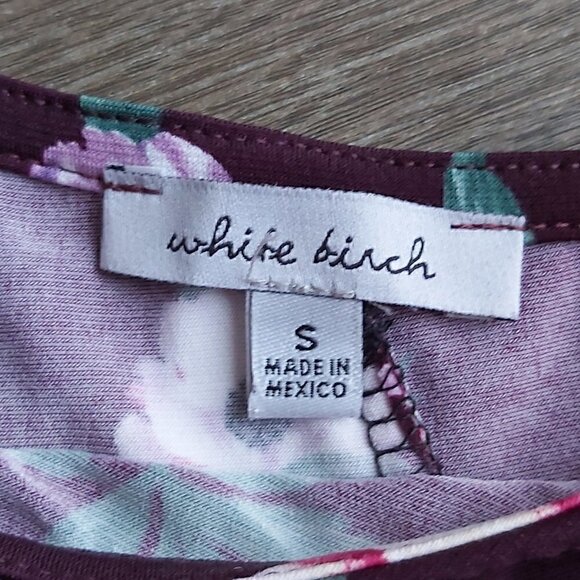 white birch
S
MADE IN
MEXICO